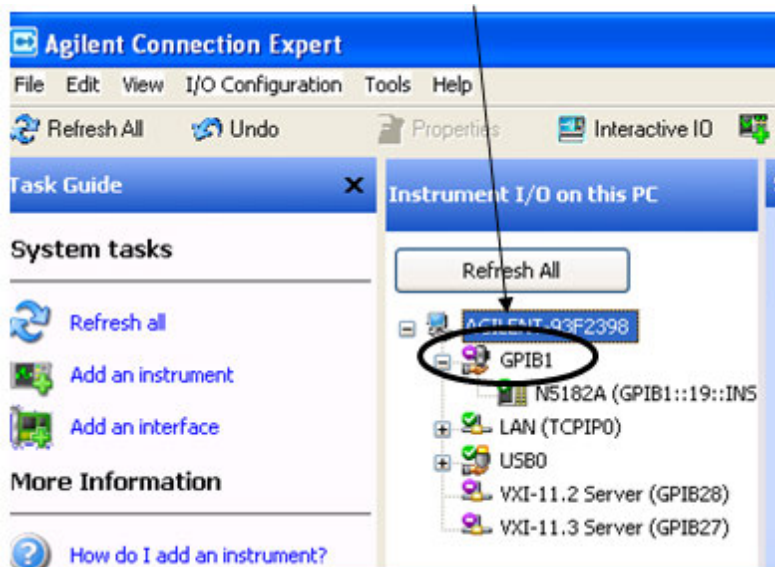 Agilent Connection Expert
File Edit View I/O Configuration Tools Help
Refresh All Undo Properties Interactive IO
Task Guide
Instrument I/O on this PC
System tasks
Refresh All
Refresh all
AGILENT-93F2398
GPIB1
Add an instrument
N5182A (GPIB1::19::INS
Add an interface
LAN (TCPIP0)
USB0
More Information
VXI-11.2 Server (GPIB28)
VXI-11.3 Server (GPIB27)
How do I add an instrument?